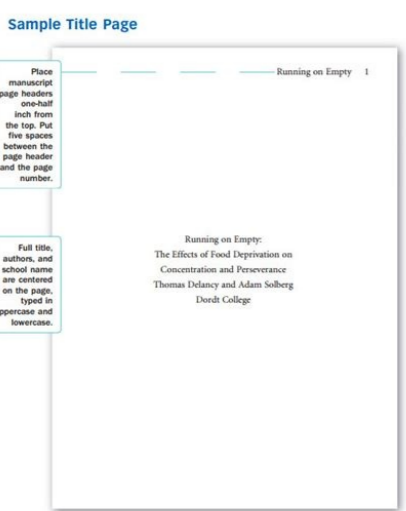 Sample Title Page
Running on Empty 1
Place
manuscript
page headers
one-half
inch from
the top. Put
five spaces
between the
page header
and the page
number.
Full title,
authors, and
school name
are centered
on the page,
typed in
uppercase and
lowercase.
Running on Empty:
The Effects of Food Deprivation on
Concentration and Perseverance
Thomas Delancy and Adam Solberg
Dordt College